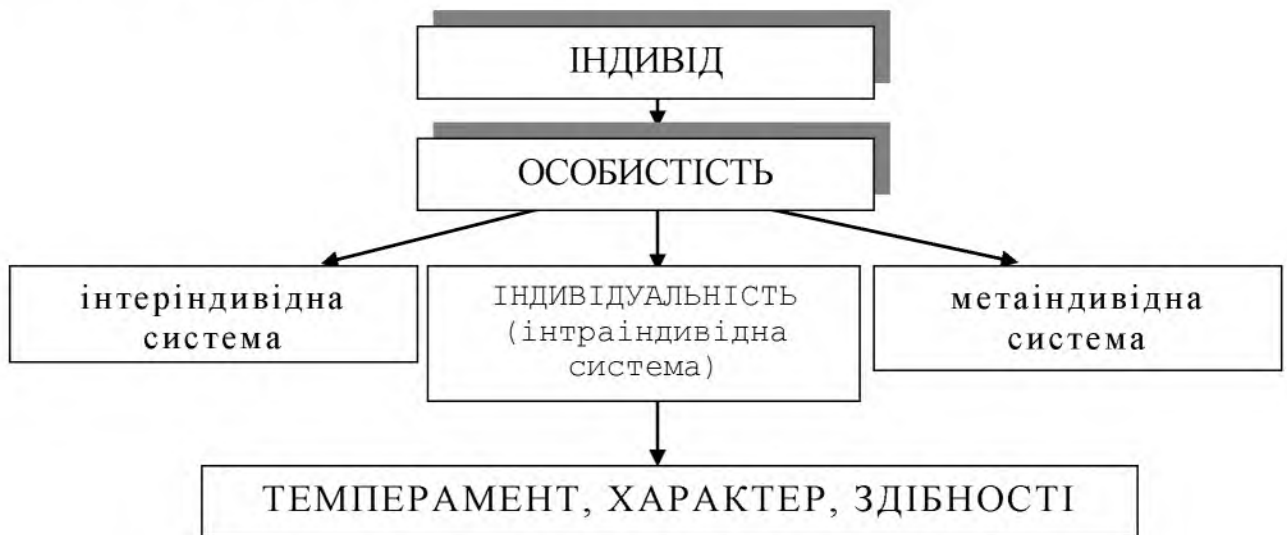 ІНДИВІД
ОСОБИСТІСТЬ
інтеріндивідна
система
ІНДИВІДУАЛЬНІСТЬ
(інтраіндивідна
система)
метаіндивідна
система
ТЕМПЕРАМЕНТ, ХАРАКТЕР, ЗДІБНОСТІ